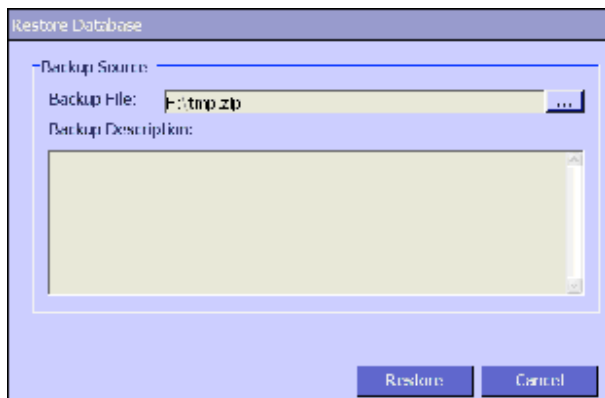 Restore Database
Backup Source
Backup File: F:\tmp.zip ...
Backup Description:
Restore Cancel